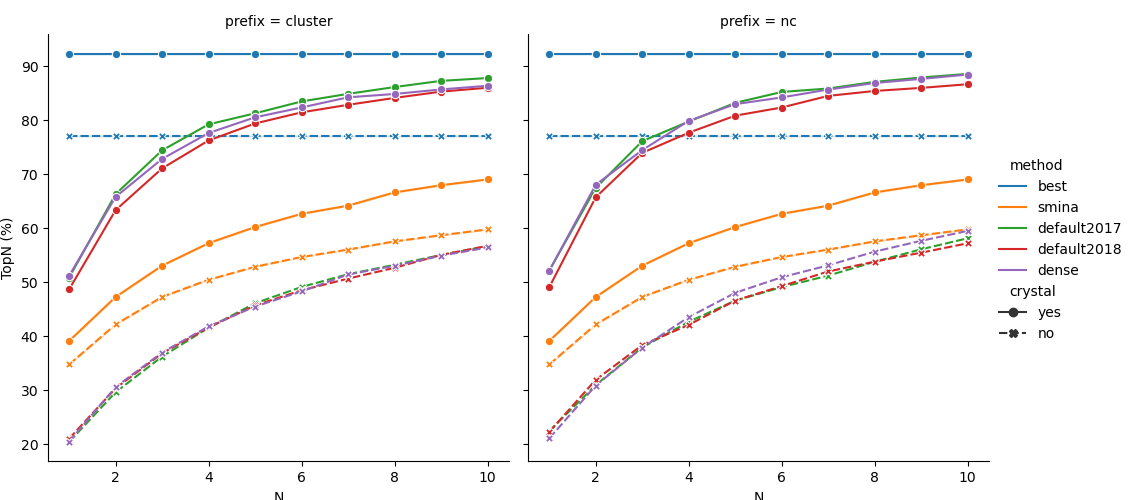 prefix = cluster
prefix = nc
TopN (%)
90
80
70
60
50
40
30
20
2 4 6 8 10
2 4 6 8 10
N
N
method
best
smina
default2017
default2018
dense
crystal
yes
no